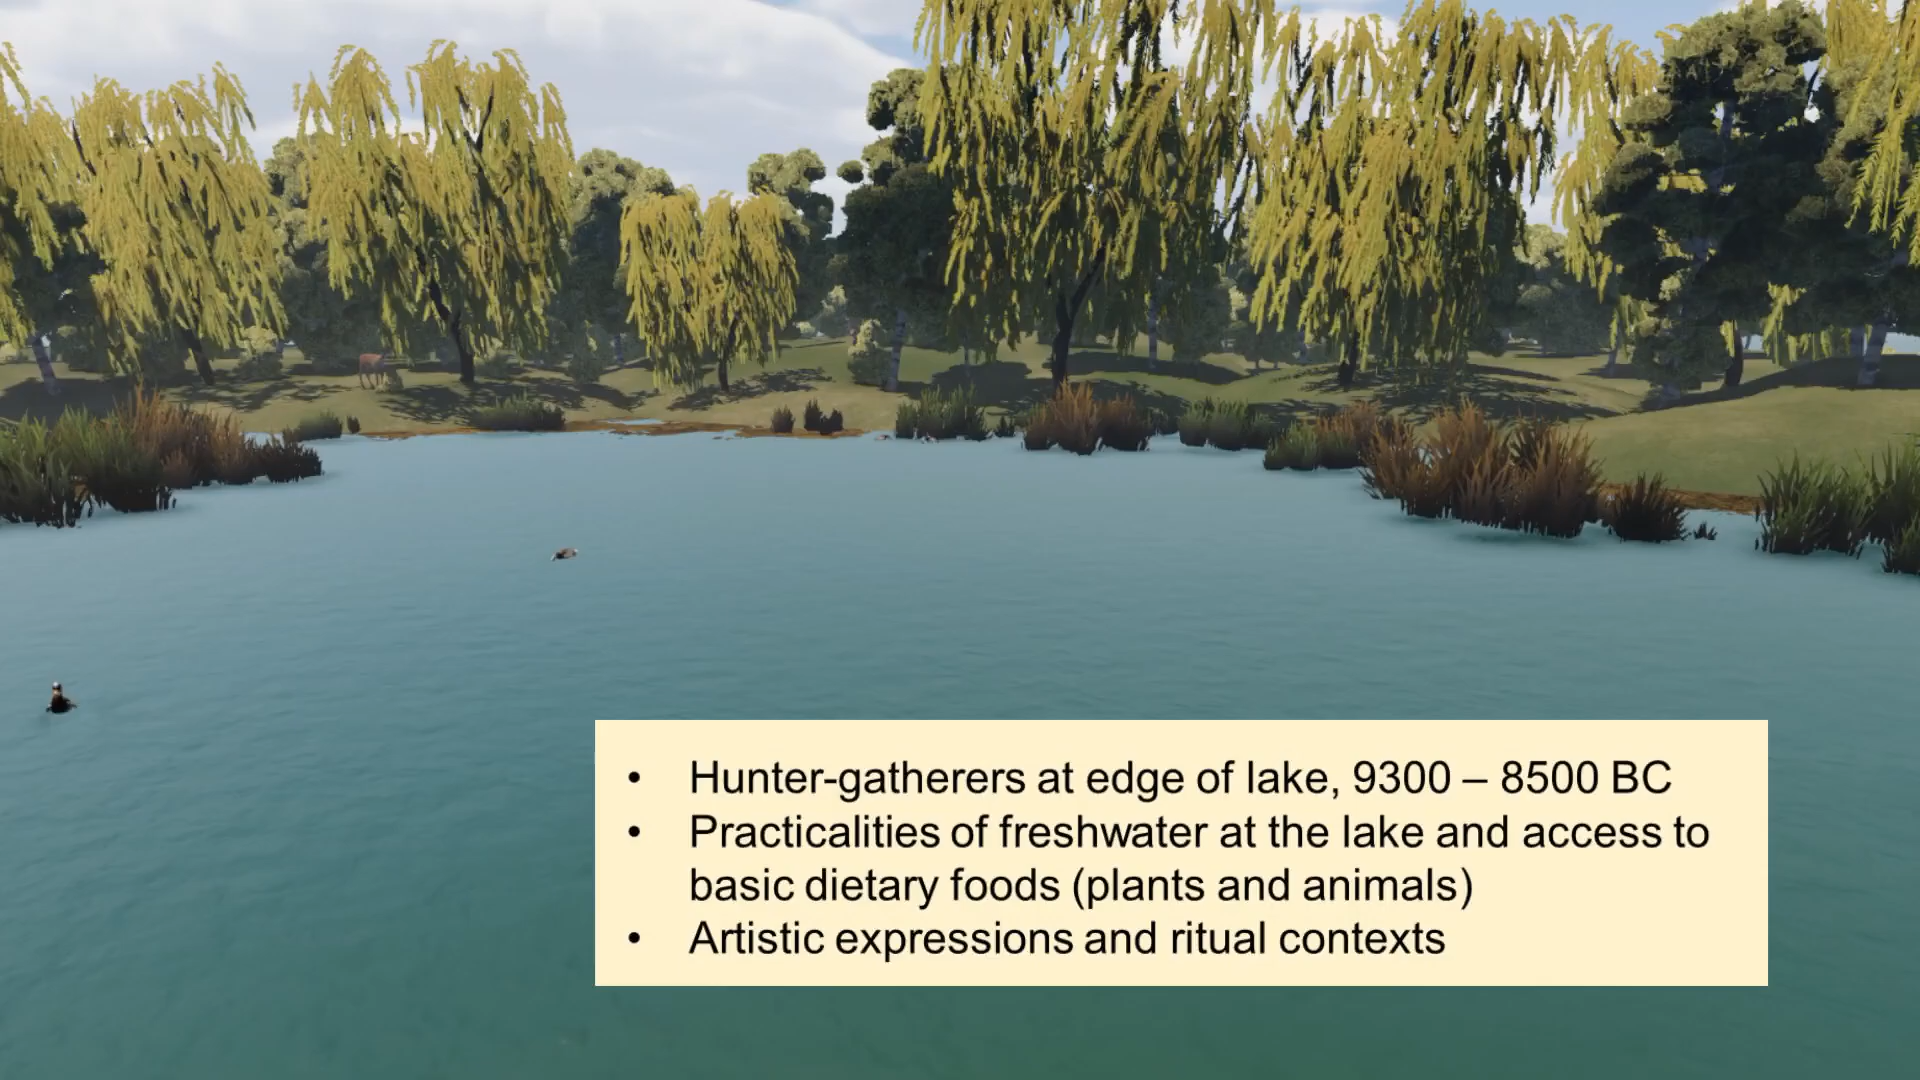 • Hunter-gatherers at edge of lake, 9300 – 8500 BC
• Practicalities of freshwater at the lake and access to
basic dietary foods (plants and animals)
• Artistic expressions and ritual contexts